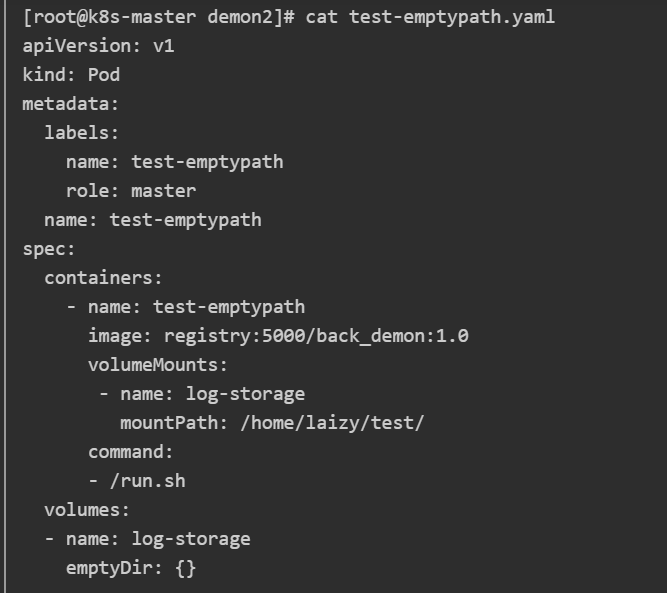 [root@k8s-master demon2]# cat test-emptypath.yaml
apiVersion: v1
kind: Pod
metadata:
  labels:
    name: test-emptypath
    role: master
  name: test-emptypath
spec:
  containers:
    - name: test-emptypath
      image: registry:5000/back_demon:1.0
      volumeMounts:
       - name: log-storage
         mountPath: /home/laizy/test/
      command:
      - /run.sh
  volumes:
  - name: log-storage
    emptyDir: {}